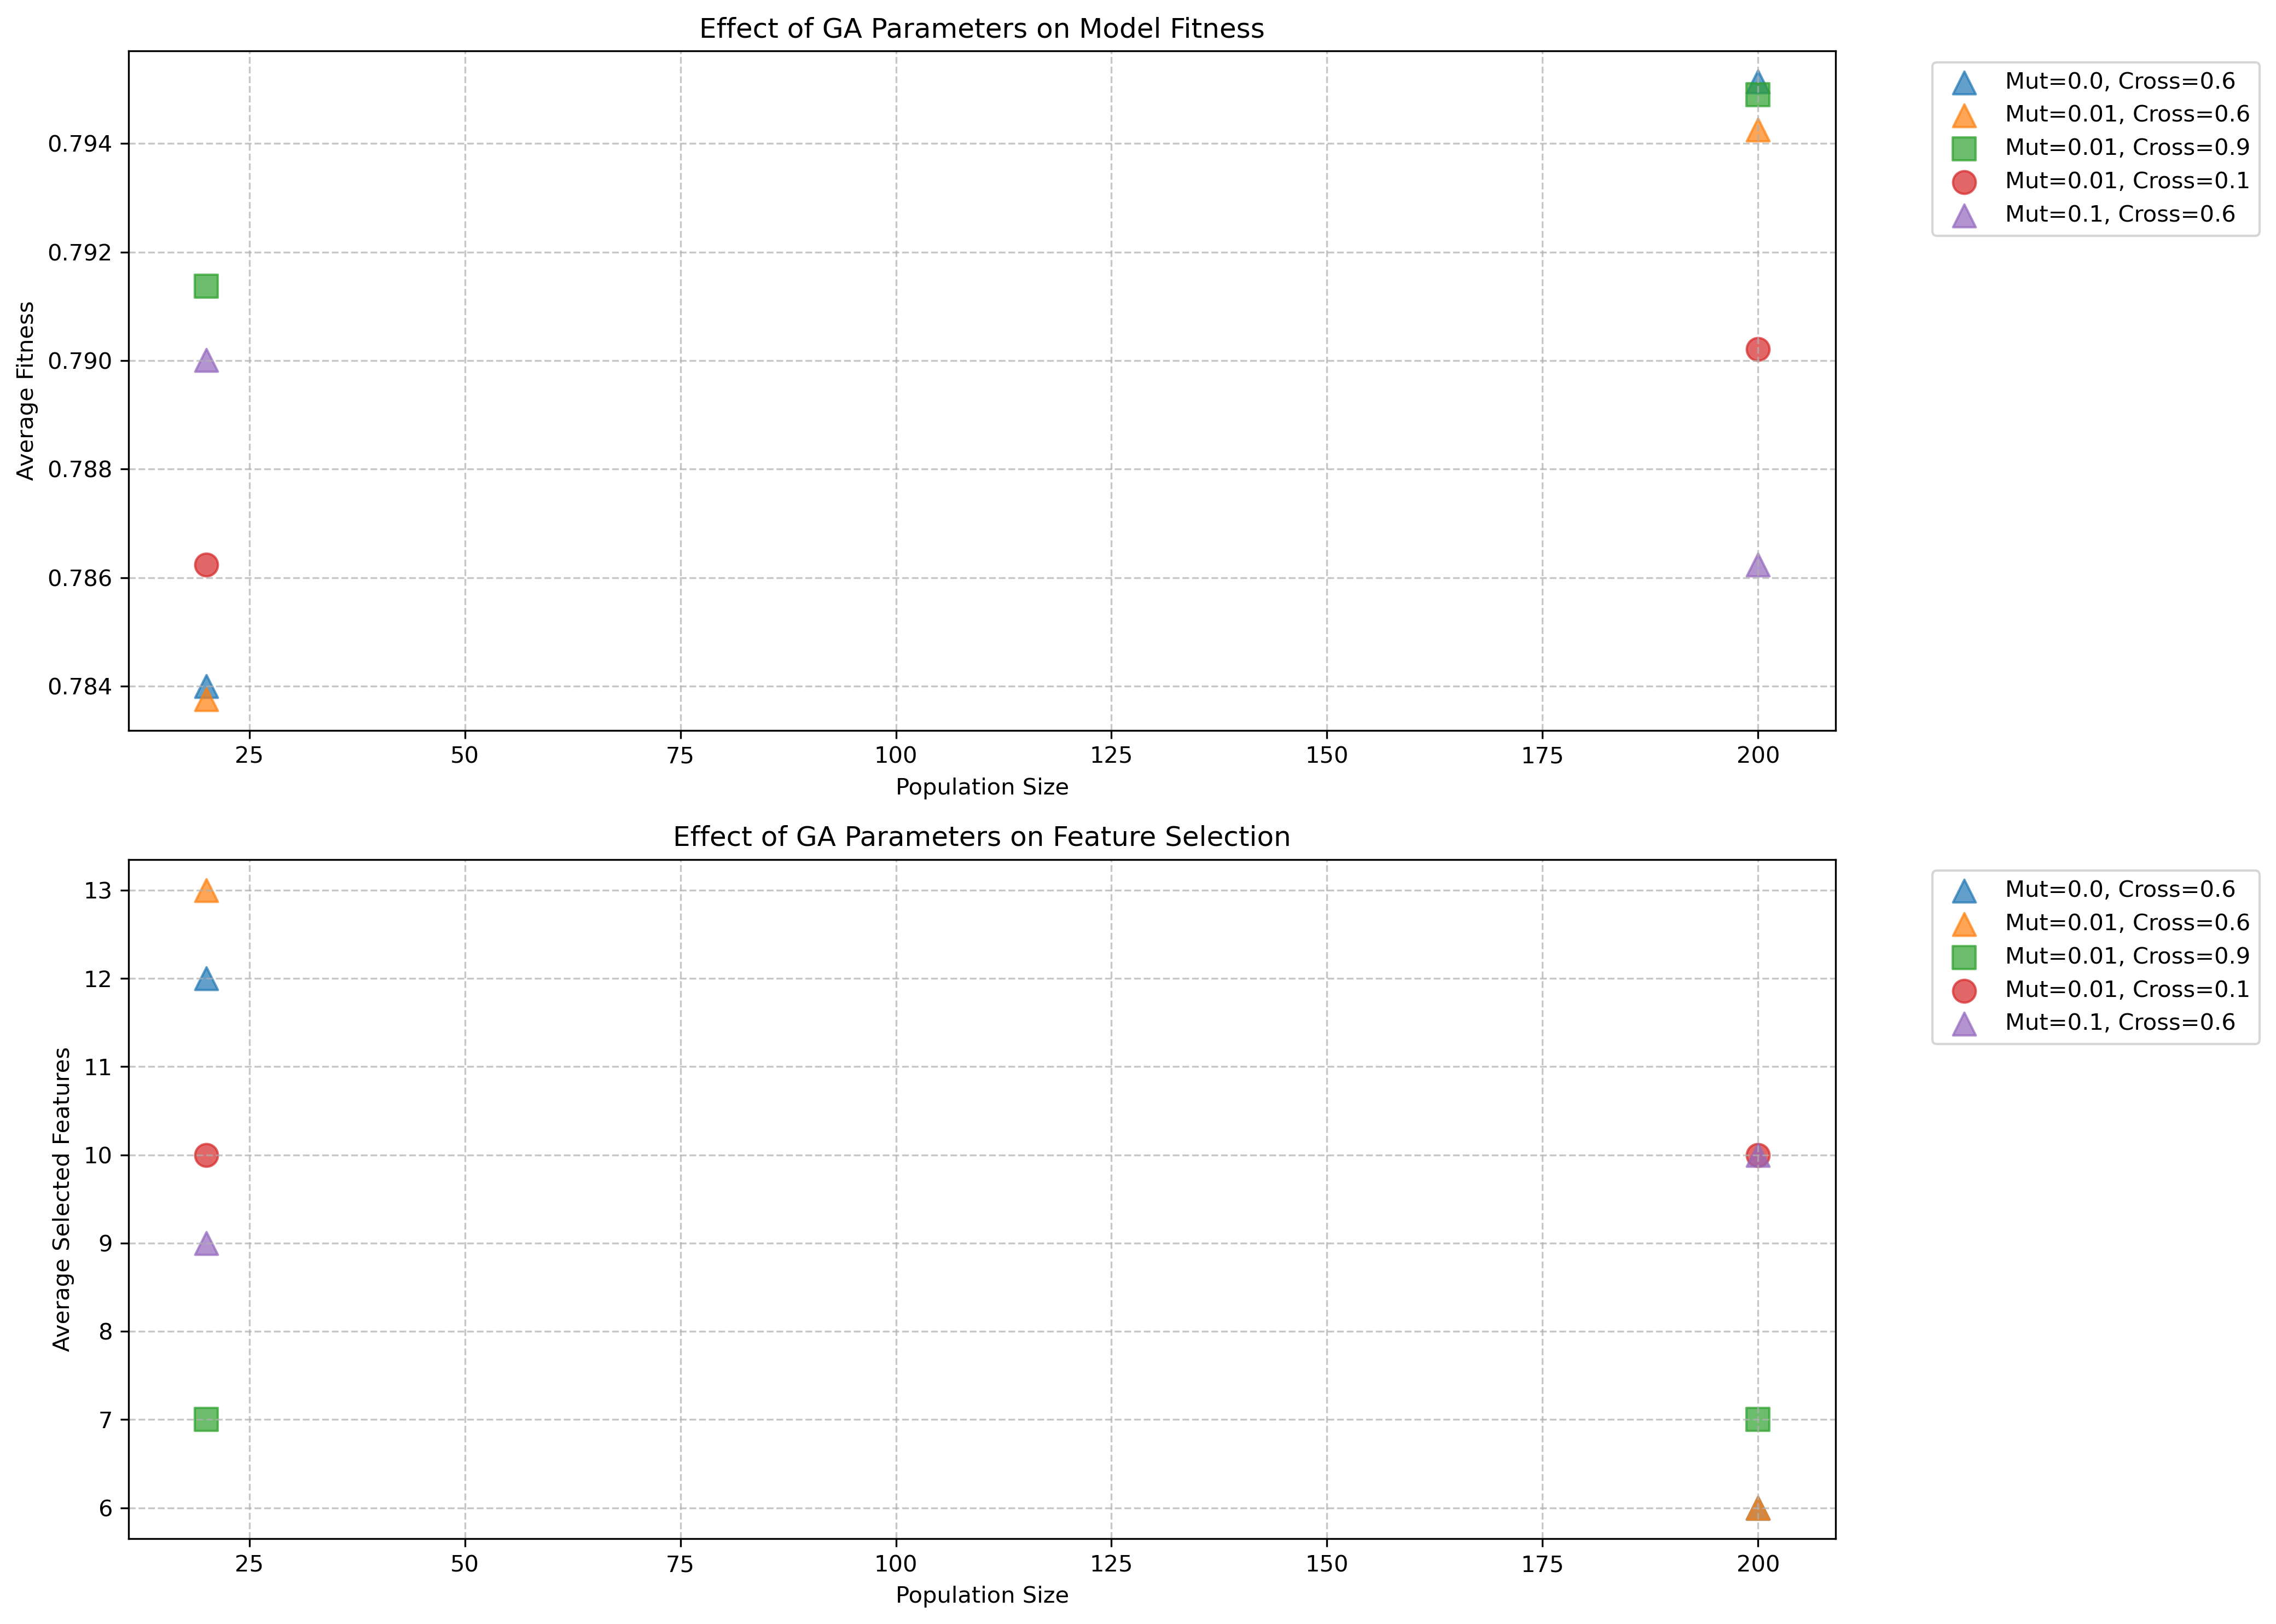 Effect of GA Parameters on Model Fitness
Average Fitness
0.794
0.792
0.790
0.788
0.786
0.784
25 50 75 100 125 150 175 200
Population Size
Mut=0.0, Cross=0.6
Mut=0.01, Cross=0.6
Mut=0.01, Cross=0.9
Mut=0.01, Cross=0.1
Mut=0.1, Cross=0.6
Effect of GA Parameters on Feature Selection
Average Selected Features
13
12
11
10
9
8
7
6
25 50 75 100 125 150 175 200
Population Size
Mut=0.0, Cross=0.6
Mut=0.01, Cross=0.6
Mut=0.01, Cross=0.9
Mut=0.01, Cross=0.1
Mut=0.1, Cross=0.6